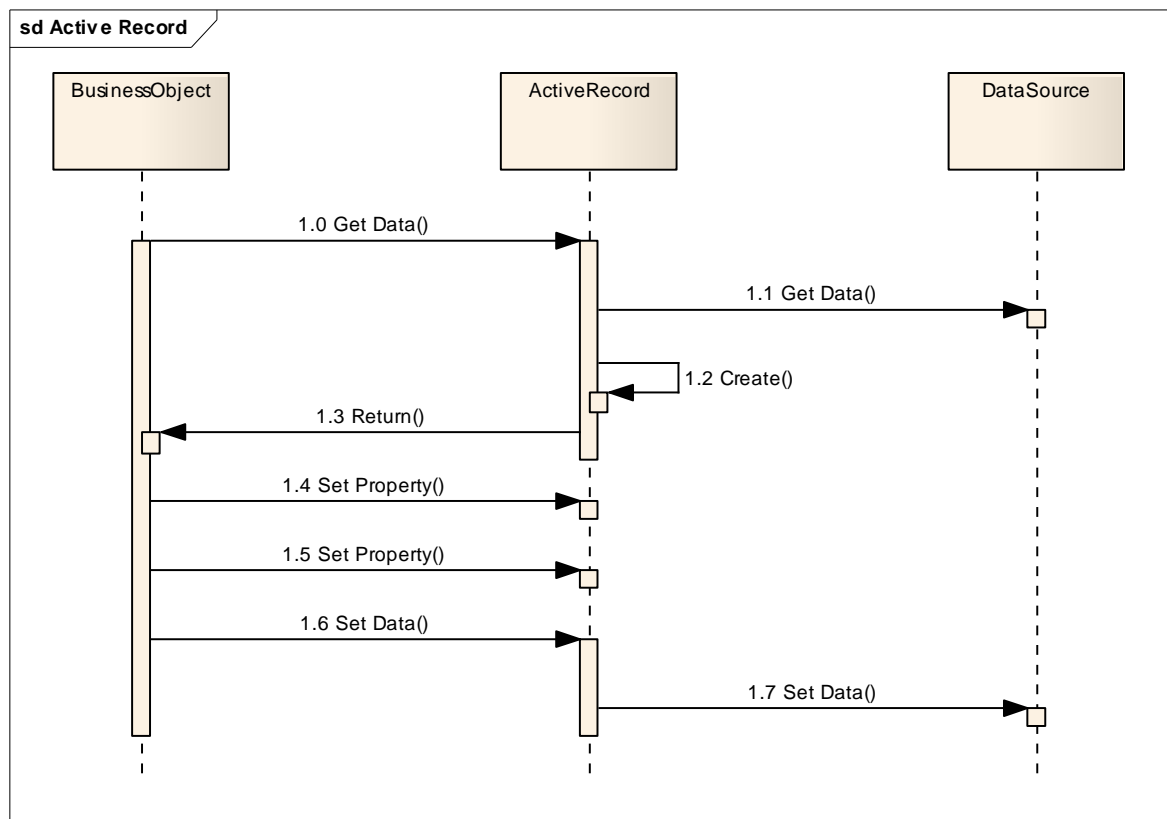 sd Active Record
BusinessObject
ActiveRecord
DataSource
1.0 Get Data()
1.1 Get Data()
1.2 Create()
1.3 Return()
1.4 Set Property()
1.5 Set Property()
1.6 Set Data()
1.7 Set Data()